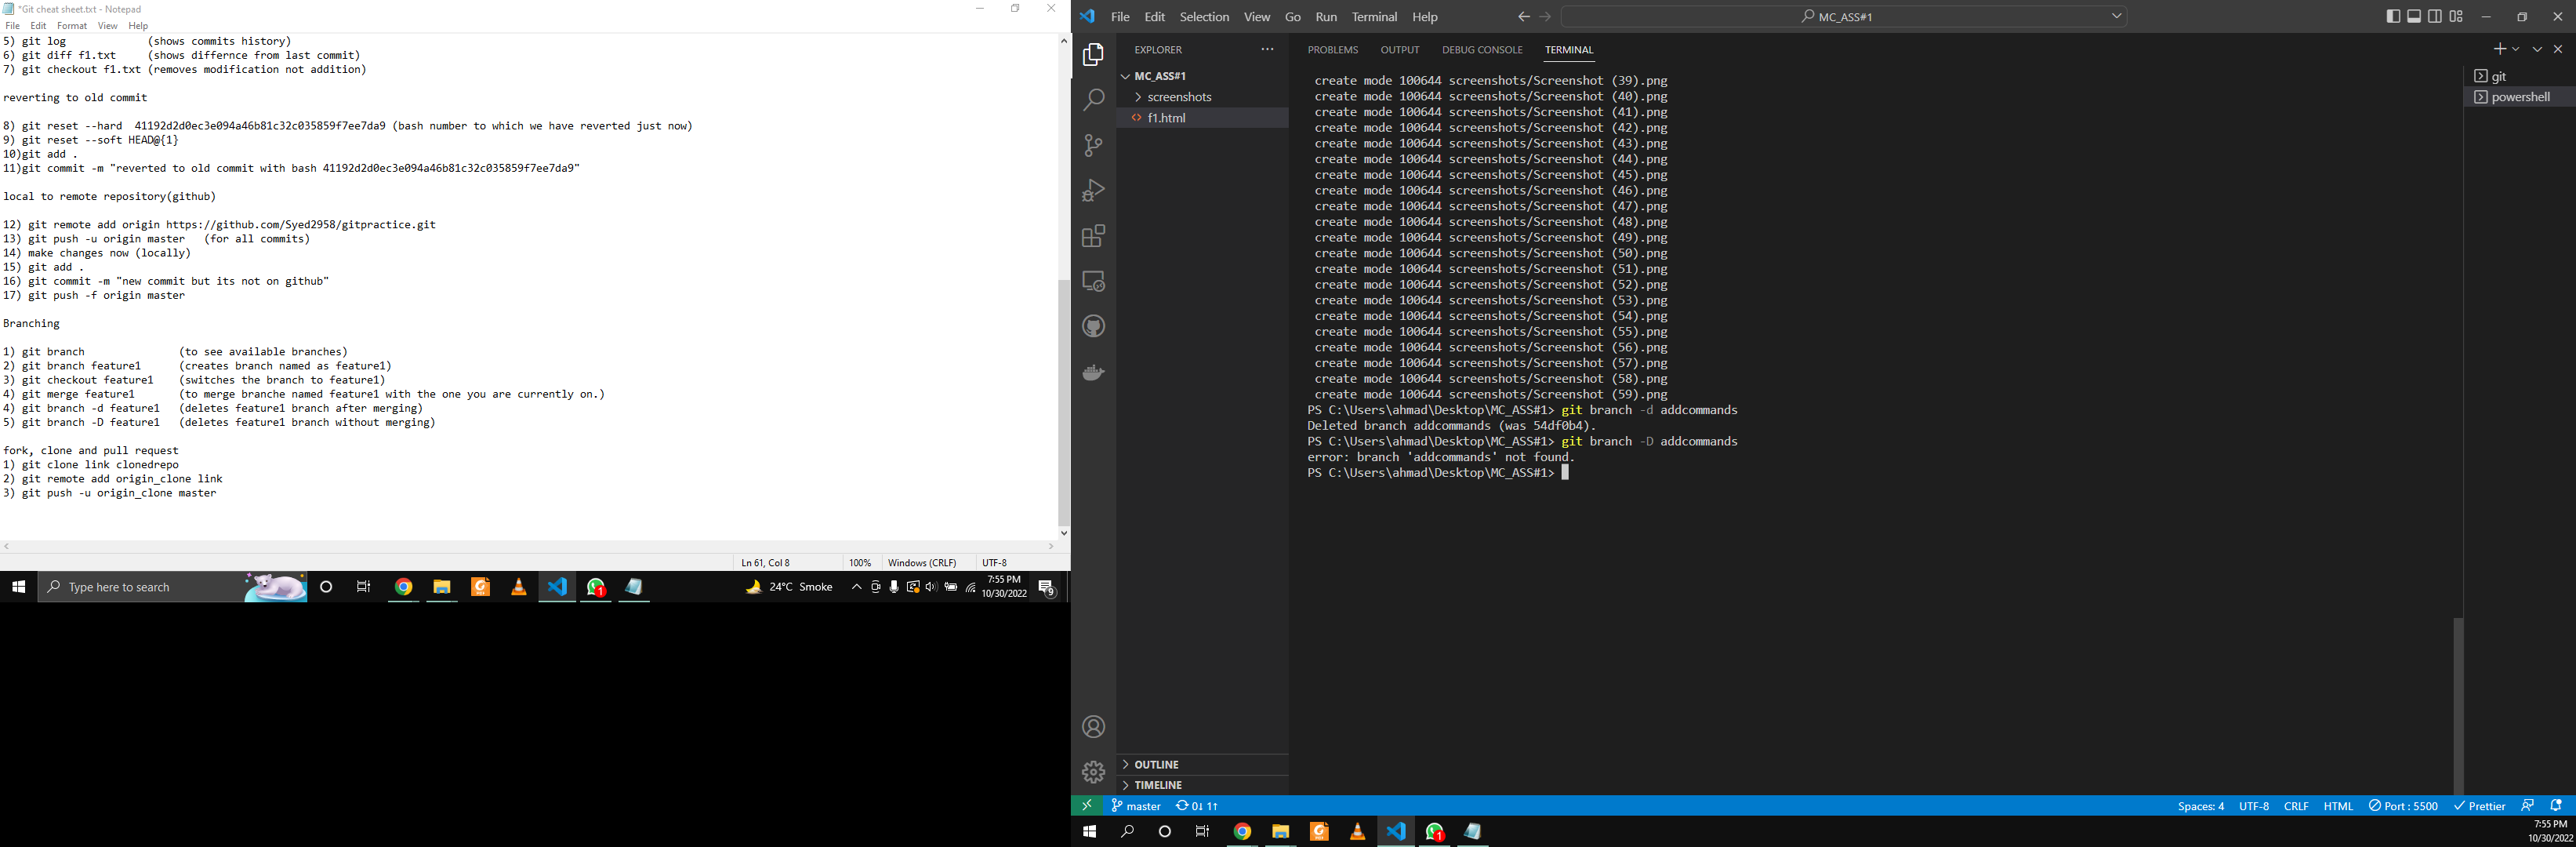 *Git cheat sheet.txt - Notepad
File Edit Format View Help
5) git log (shows commits history)
6) git diff f1.txt (shows differnce from last commit)
7) git checkout f1.txt (removes modification not addition)
reverting to old commit
8) git reset --hard 41192d2d0ec3e094a46b81c32c035859f7ee7da9 (bash number to which we have reverted just now)
9) git reset --soft HEAD@{1}
10)git add .
11)git commit -m "reverted to old commit with bash 41192d2d0ec3e094a46b81c32c035859f7ee7da9"
local to remote repository(github)
12) git remote add origin https://github.com/Syed2958/gitpractice.git
13) git push -u origin master (for all commits)
14) make changes now (locally)
15) git add .
16) git commit -m "new commit but its not on github"
17) git push -f origin master
Branching
1) git branch (to see available branches)
2) git branch feature1 (creates branch named as feature1)
3) git checkout feature1 (switches the branch to feature1)
4) git merge feature1 (to merge branche named feature1 with the one you are currently on.)
4) git branch -d feature1 (deletes feature1 branch after merging)
5) git branch -D feature1 (deletes feature1 branch without merging)
fork, clone and pull request
1) git clone link clonedrepo
2) git remote add origin_clone link
3) git push -u origin_clone master
Ln 61, Col 8 100% Windows (CRLF) UTF-8
Type here to search
24°C Smoke
7:55 PM
10/30/2022
9
1
File Edit Selection View Go Run Terminal Help
MC_ASS#1
EXPLORER
MC_ASS#1
screenshots
f1.html
OUTLINE
TIMELINE
PROBLEMS OUTPUT DEBUG CONSOLE TERMINAL
create mode 100644 screenshots/Screenshot (39).png
create mode 100644 screenshots/Screenshot (40).png
create mode 100644 screenshots/Screenshot (41).png
create mode 100644 screenshots/Screenshot (42).png
create mode 100644 screenshots/Screenshot (43).png
create mode 100644 screenshots/Screenshot (44).png
create mode 100644 screenshots/Screenshot (45).png
create mode 100644 screenshots/Screenshot (46).png
create mode 100644 screenshots/Screenshot (47).png
create mode 100644 screenshots/Screenshot (48).png
create mode 100644 screenshots/Screenshot (49).png
create mode 100644 screenshots/Screenshot (50).png
create mode 100644 screenshots/Screenshot (51).png
create mode 100644 screenshots/Screenshot (52).png
create mode 100644 screenshots/Screenshot (53).png
create mode 100644 screenshots/Screenshot (54).png
create mode 100644 screenshots/Screenshot (55).png
create mode 100644 screenshots/Screenshot (56).png
create mode 100644 screenshots/Screenshot (57).png
create mode 100644 screenshots/Screenshot (58).png
create mode 100644 screenshots/Screenshot (59).png
PS C:\Users\ahmad\Desktop\MC_ASS#1> git branch -d addcommands
Deleted branch addcommands (was 54df0b4).
PS C:\Users\ahmad\Desktop\MC_ASS#1> git branch -D addcommands
error: branch 'addcommands' not found.
PS C:\Users\ahmad\Desktop\MC_ASS#1>
git
powershell
master 0↓ 1↑
Spaces: 4 UTF-8 CRLF HTML Port : 5500 Prettier
1
7:55 PM
10/30/2022